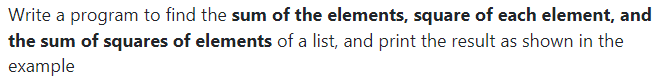 Write a program to find the sum of the elements, square of each element, and
the sum of squares of elements of a list, and print the result as shown in the
example